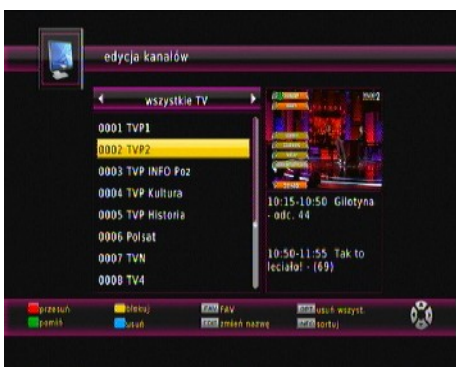 edycja kanałów
wszystkie TV
0001 TVP1
0002 TVP2
0003 TVP INFO Poz
0004 TVP Kultura
0005 TVP Historia
0006 Polsat
0007 TVN
0008 TV4
TVP2
10:15-10:50 Gilotyna
- odc. 44
10:50-11:55 Tak to
leciało! - (69)
przesuń blokuj FAV FAV OPT usuń wszyst.
pomiń usuń zmień nazwę sortuj